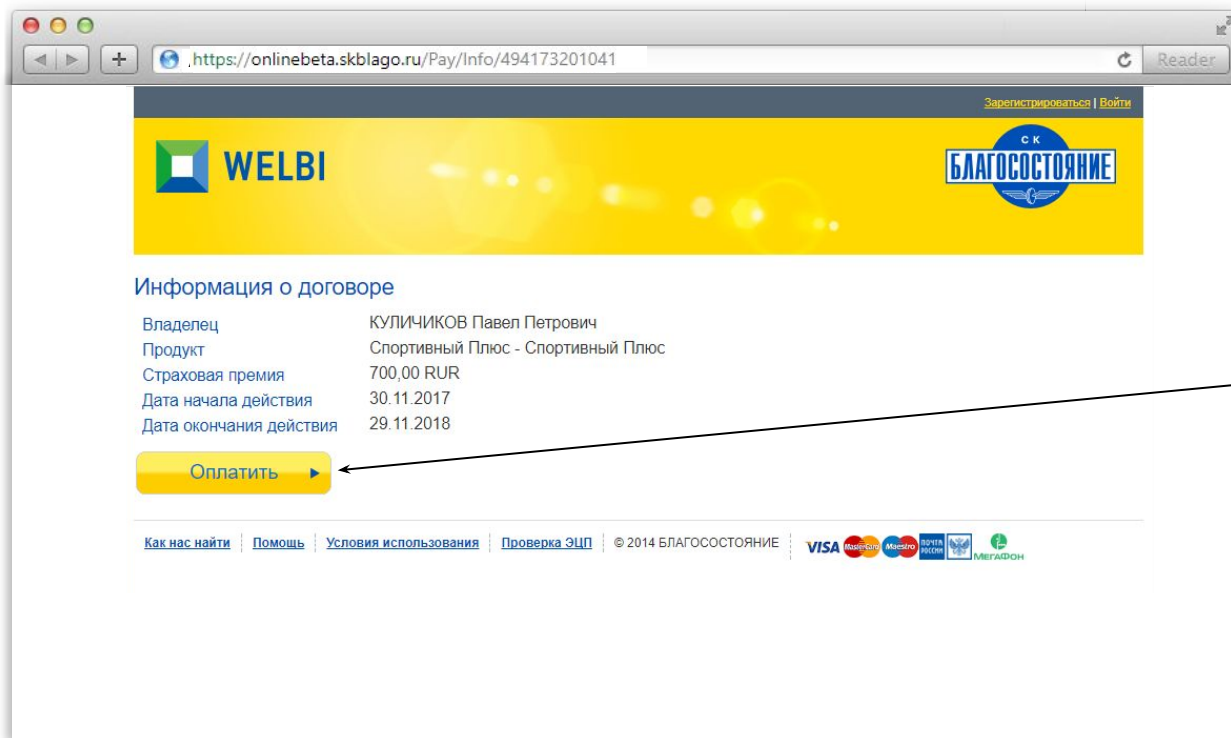 https://onlinebeta.skblago.ru/Pay/Info/494173201041
Reader
Зарегистрироваться | Войти
WELBI
СК
БЛАГОСОСТОЯНИЕ
Информация о договоре
Владелец КУЛИЧИКОВ Павел Петрович
Продукт Спортивный Плюс - Спортивный Плюс
Страховая премия 700,00 RUR
Дата начала действия 30.11.2017
Дата окончания действия 29.11.2018
Оплатить
Как нас найти Помощь Условия использования Проверка ЭЦП © 2014 БЛАГОСОСТОЯНИЕ VISA MasterCard Maestro ПОЧТА РОССИИ МЕГАФОН